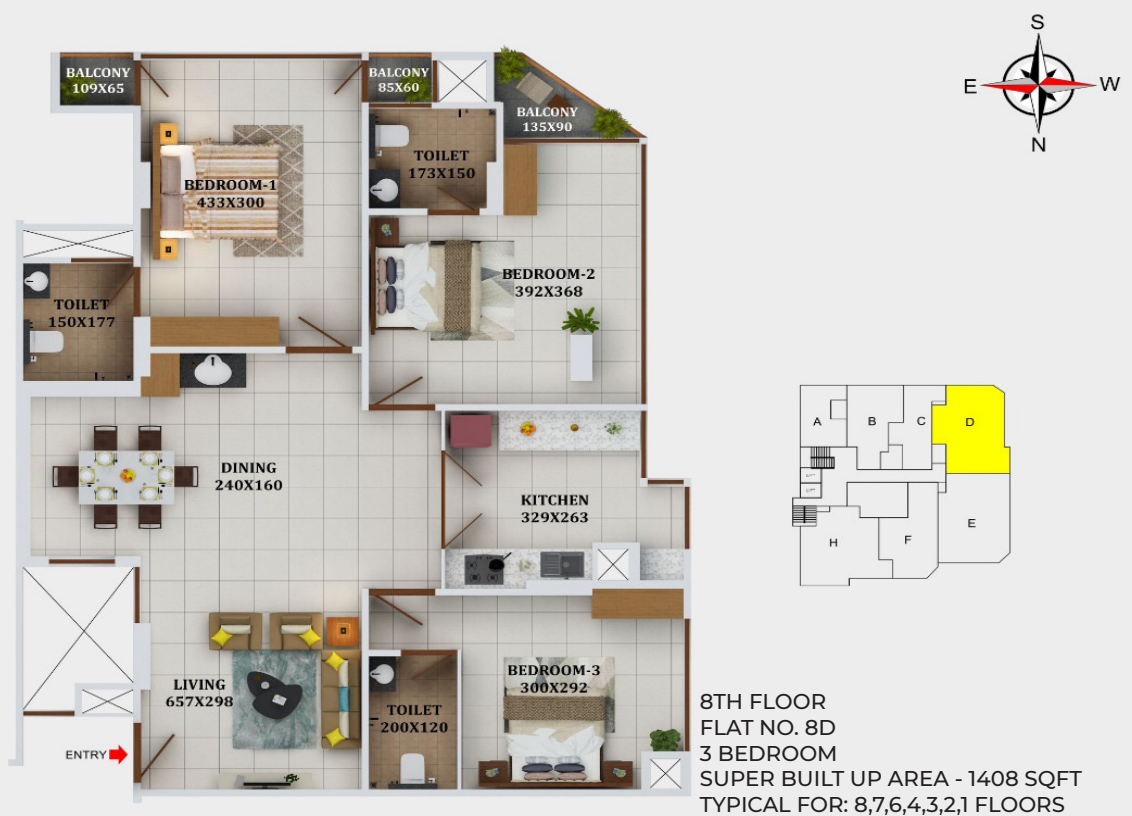 S
E
W
N
BALCONY
109X65
BALCONY
85X60
BALCONY
135X90
TOILET
173X150
BEDROOM-1
433X300
BEDROOM-2
392X368
TOILET
150X177
DINING
240X160
KITCHEN
329X263
LIVING
657X298
TOILET
200X120
BEDROOM-3
300X292
ENTRY
A
B
C
D
E
F
H
8TH FLOOR
FLAT NO. 8D
3 BEDROOM
SUPER BUILT UP AREA - 1408 SQFT
TYPICAL FOR: 8,7,6,4,3,2,1 FLOORS